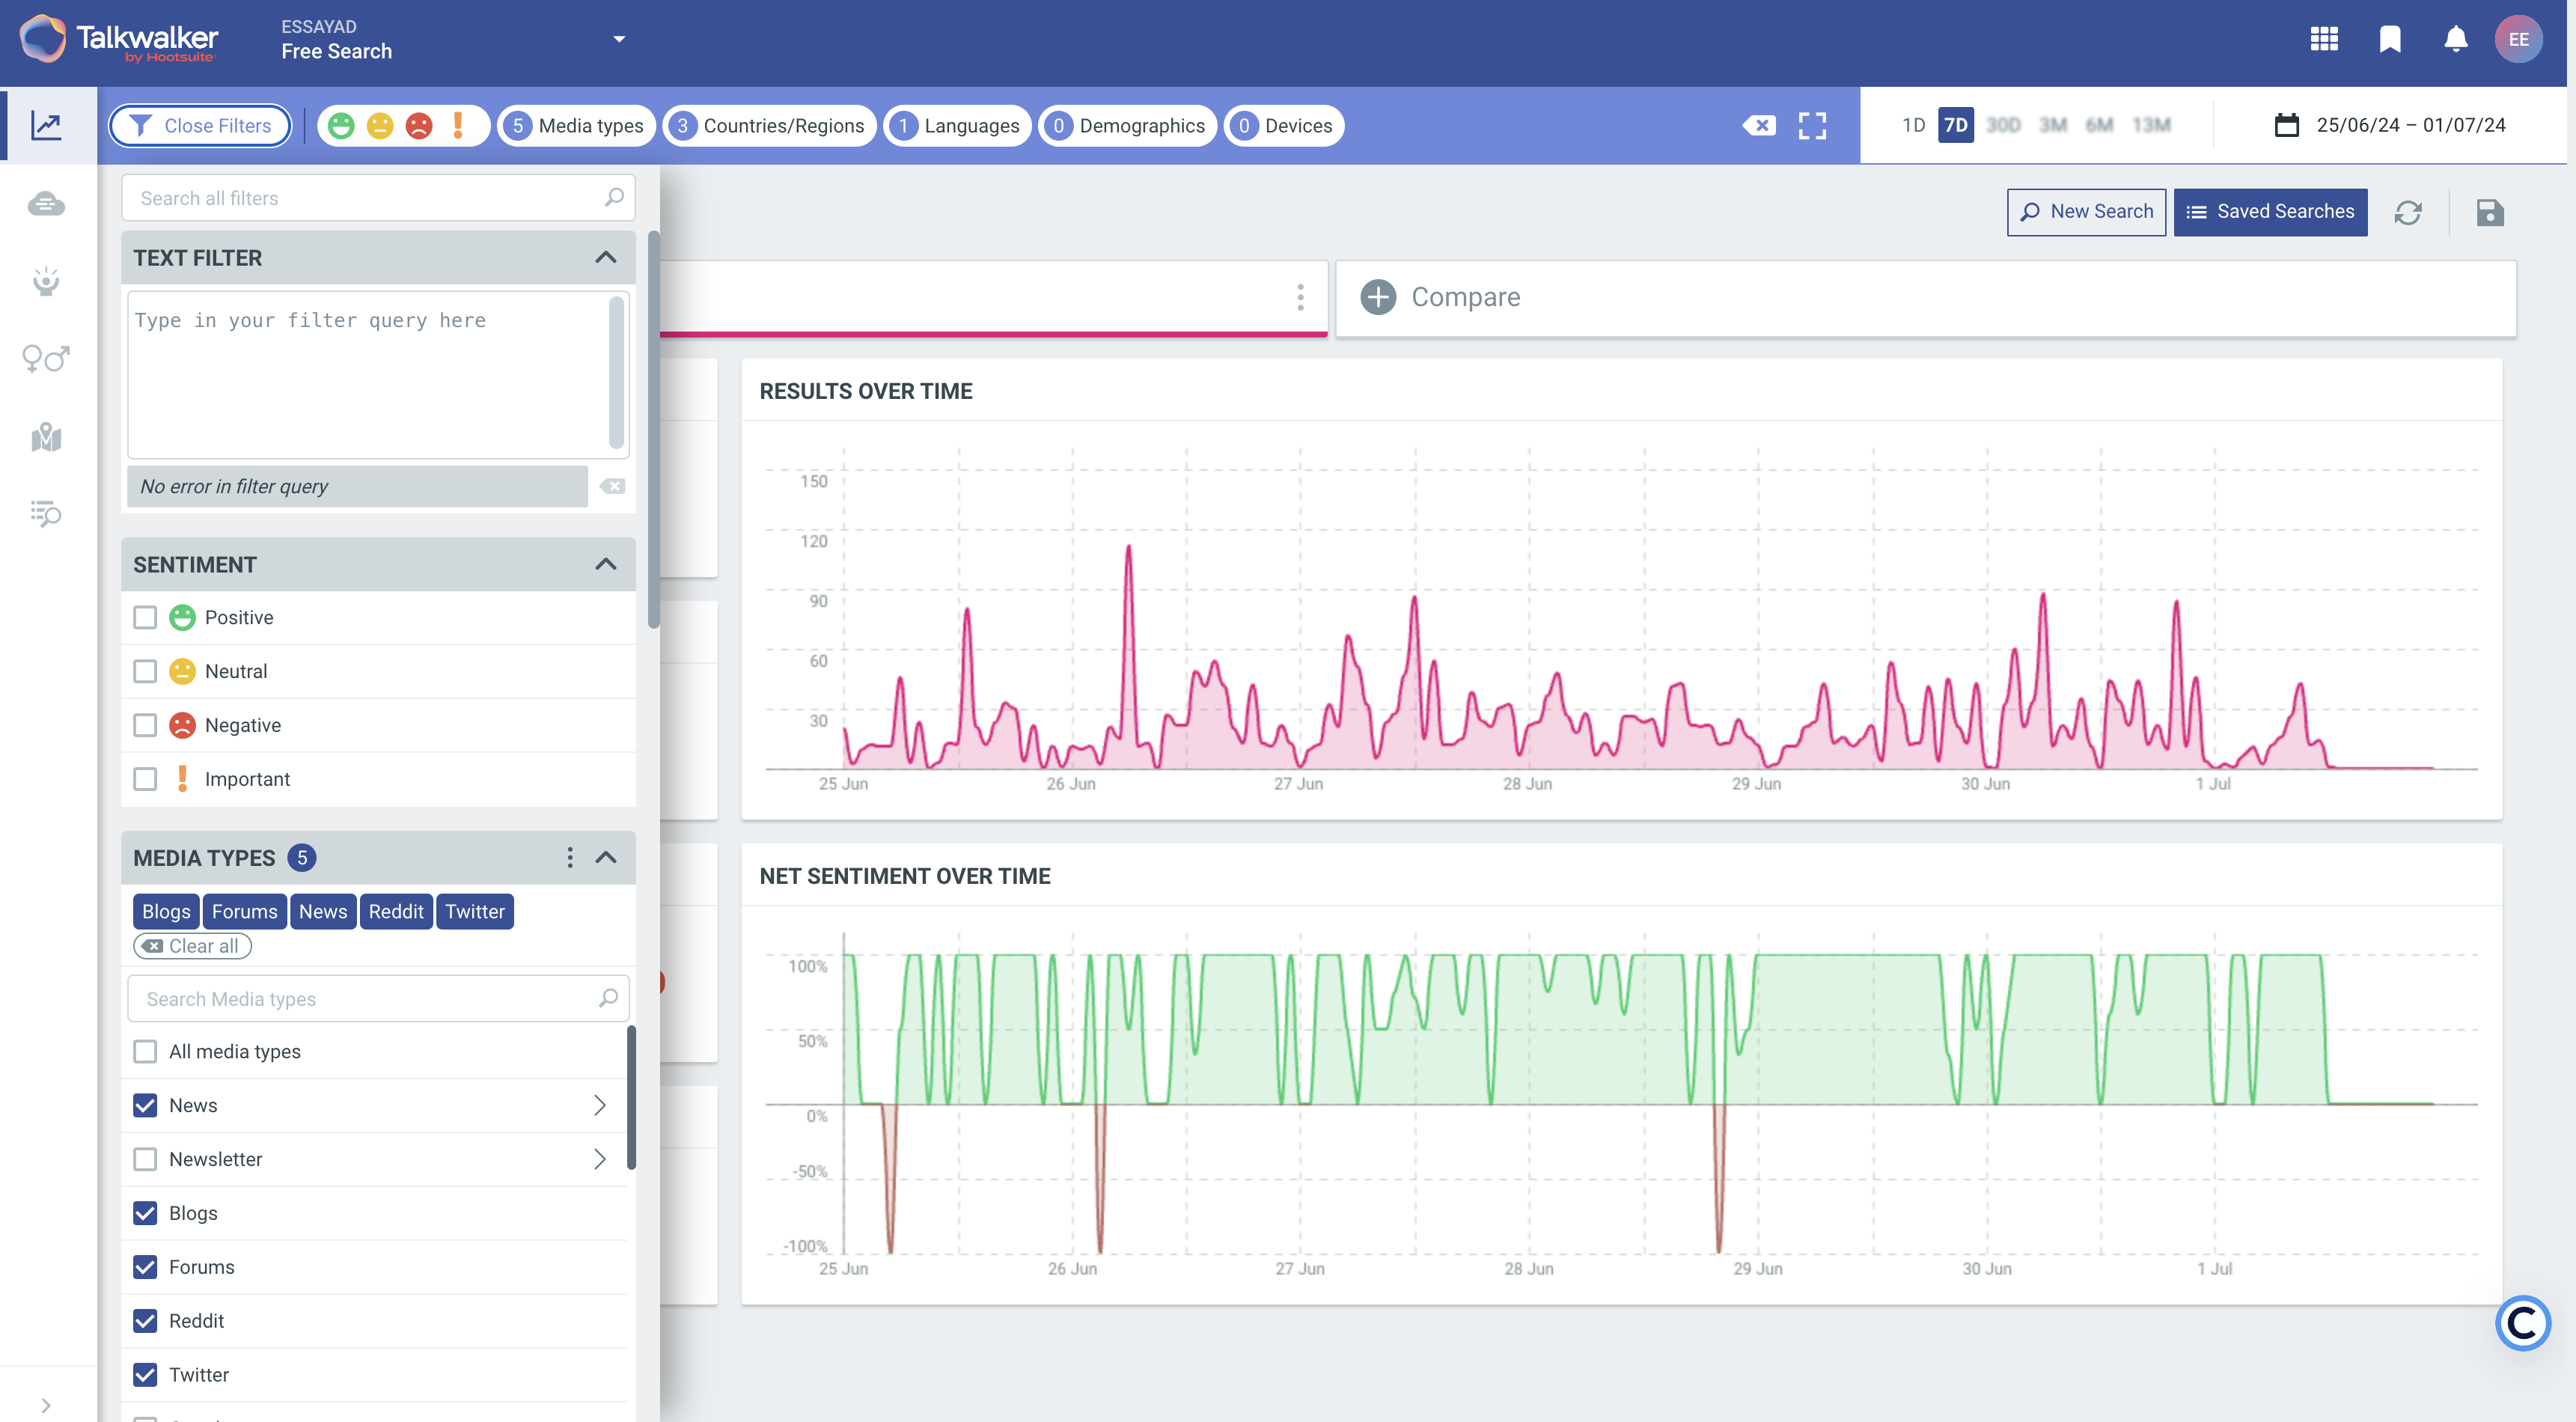 Talkwalker
by Hootsuite
ESSAYAD
Free Search
EE
Close Filters
5 Media types
3 Countries/Regions
1 Languages
0 Demographics
0 Devices
1D 7D 30D 3M 6M 13M
25/06/24 – 01/07/24
Search all filters
New Search
Saved Searches
TEXT FILTER
Type in your filter query here
No error in filter query
Compare
SENTIMENT
Positive
Neutral
Negative
Important
MEDIA TYPES 5
Blogs Forums News Reddit Twitter
Clear all
Search Media types
All media types
News
Newsletter
Blogs
Forums
Reddit
Twitter
RESULTS OVER TIME
150
120
90
60
30
25 Jun 26 Jun 27 Jun 28 Jun 29 Jun 30 Jun 1 Jul
NET SENTIMENT OVER TIME
100%
50%
0%
-50%
-100%
25 Jun 26 Jun 27 Jun 28 Jun 29 Jun 30 Jun 1 Jul